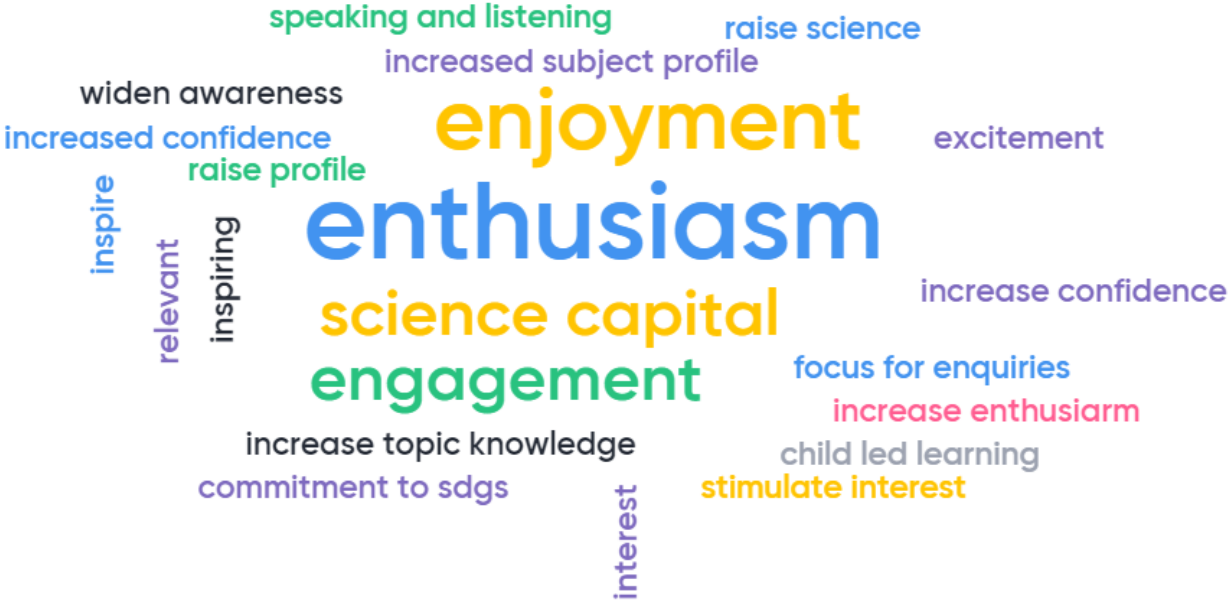 speaking and listening
raise science
increased subject profile
widen awareness
enjoyment
increased confidence
excitement
raise profile
inspire
enthusiasm
relevant
inspiring
increase confidence
science capital
engagement
focus for enquiries
increase enthusiarm
increase topic knowledge
child led learning
commitment to sdgs
stimulate interest
interest